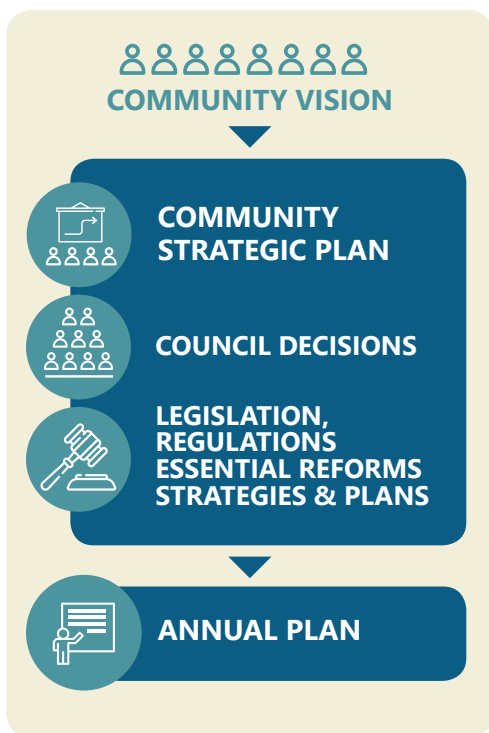 COMMUNITY VISION
COMMUNITY
STRATEGIC PLAN
COUNCIL DECISIONS
LEGISLATION,
REGULATIONS
ESSENTIAL REFORMS
STRATEGIES & PLANS
ANNUAL PLAN